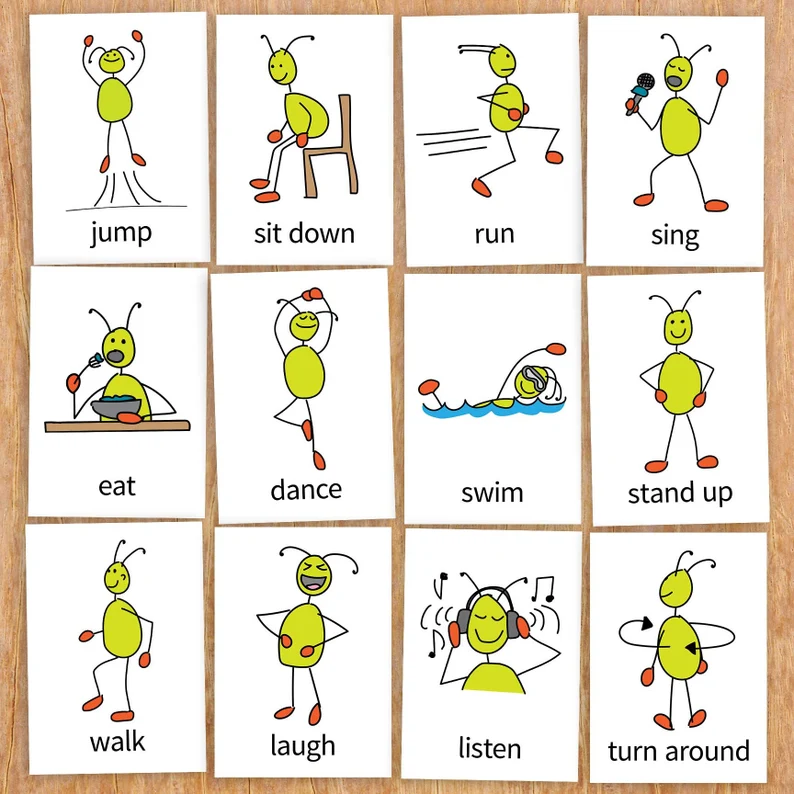 jump
sit down
run
sing
eat
dance
swim
stand up
walk
laugh
listen
turn around